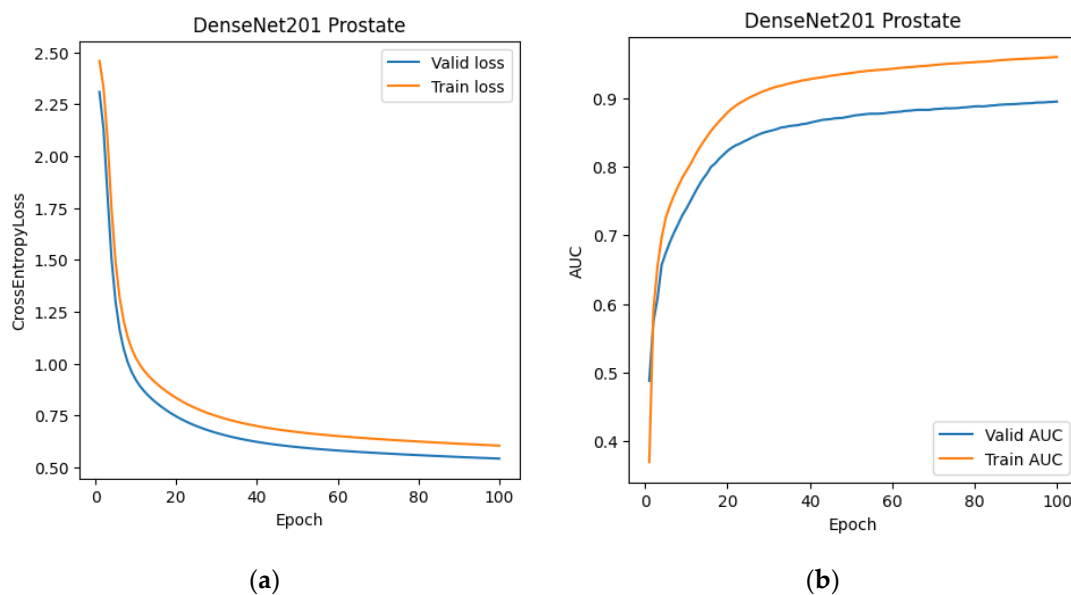 DenseNet201 Prostate
2.50
2.25
2.00
1.75
1.50
1.25
1.00
0.75
0.50
CrossEntropyLoss
Valid loss
Train loss
0 20 40 60 80 100
Epoch
(a)
DenseNet201 Prostate
0.9
0.8
0.7
0.6
0.5
0.4
AUC
Valid AUC
Train AUC
0 20 40 60 80 100
Epoch
(b)